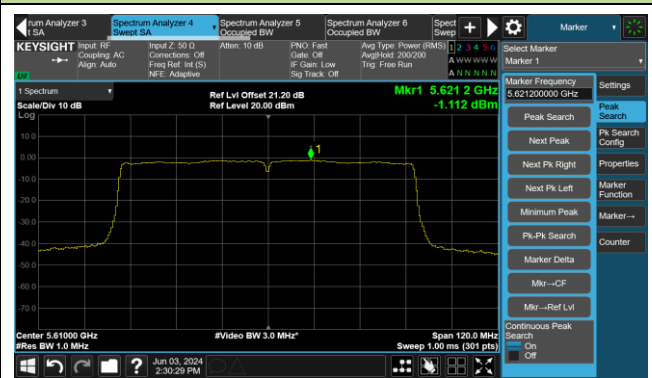 rum Analyzer 3
t SA
Spectrum Analyzer 4
Swept SA
Spectrum Analyzer 5
Occupied BW
Spectrum Analyzer 6
Occupied BW
Spect
Swep
Marker
KEYSIGHT
Input: RF
Coupling: AC
Align: Auto
Input Z: 50 Ω
Corrections: Off
Freq Ref: Int (S)
NFE: Adaptive
Atten: 10 dB
PNO: Fast
Gate: Off
IF Gain: Low
Sig Track: Off
Avg Type: Power (RMS)
Avg|Hold: 200/200
Trig: Free Run
1 2 3 4 5 6
A W W W W W
A N N N N N
Select Marker
Marker 1
LXI
1 Spectrum
Scale/Div 10 dB
Log
Ref Lvl Offset 21.20 dB
Ref Level 20.00 dBm
Mkr1 5.621 2 GHz
-1.112 dBm
10.0
0.00
-10.0
-20.0
-30.0
-40.0
-50.0
-60.0
-70.0
1
Center 5.61000 GHz
#Res BW 1.0 MHz
#Video BW 3.0 MHz*
Span 120.0 MHz
Sweep 1.00 ms (301 pts)
Marker Frequency
5.621200000 GHz
Peak Search
Next Peak
Next Pk Right
Next Pk Left
Minimum Peak
Pk-Pk Search
Marker Delta
Mkr→CF
Mkr→Ref Lvl
Continuous Peak
Search
On
Off
Settings
Peak
Search
Pk Search
Config
Properties
Marker
Function
Marker→
Counter
Jun 03, 2024
2:30:29 PM